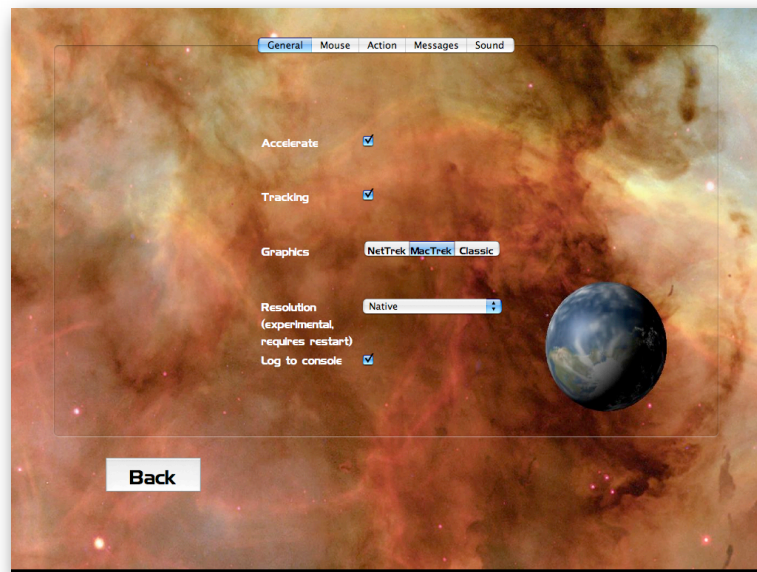 General Mouse Action Messages Sound
Accelerate
Tracking
Graphics NetTrek MacTrek Classic
Resolution Native
(experimental,
requires restart)
Log to console
Back